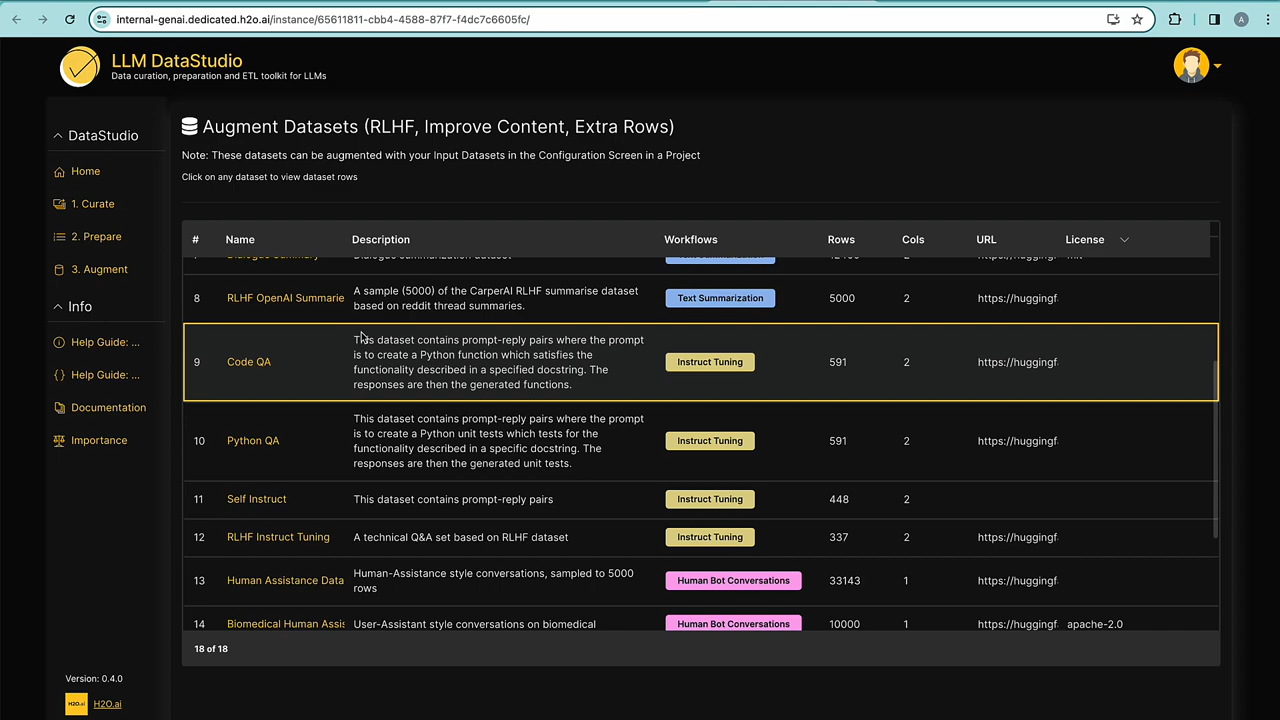 internal-genai.dedicated.h2o.ai/instance/65611811-cbb4-4588-87f7-f4dc7c6605fc/
A
LLM DataStudio
Data curation, preparation and ETL toolkit for LLMs
DataStudio
Home
1. Curate
2. Prepare
3. Augment
Info
Help Guide: ...
Help Guide: ...
Documentation
Importance
Version: 0.4.0
H2O.ai
H2O.ai
Augment Datasets (RLHF, Improve Content, Extra Rows)
Note: These datasets can be augmented with your Input Datasets in the Configuration Screen in a Project
Click on any dataset to view dataset rows
# Name Description Workflows Rows Cols URL License
8 RLHF OpenAI Summarie A sample (5000) of the CarperAI RLHF summarise dataset Text Summarization 5000 2 https://huggingf
based on reddit thread summaries.
This dataset contains prompt-reply pairs where the prompt
is to create a Python function which satisfies the
9 Code QA functionality described in a specified docstring. The Instruct Tuning 591 2 https://huggingf
responses are then the generated functions.
This dataset contains prompt-reply pairs where the prompt
is to create a Python unit tests which tests for the
10 Python QA functionality described in a specific docstring. The Instruct Tuning 591 2 https://huggingf
responses are then the generated unit tests.
11 Self Instruct This dataset contains prompt-reply pairs Instruct Tuning 448 2
12 RLHF Instruct Tuning A technical Q&A set based on RLHF dataset Instruct Tuning 337 2 https://huggingf
13 Human Assistance Data Human-Assistance style conversations, sampled to 5000 Human Bot Conversations 33143 1 https://huggingf
rows
14 Biomedical Human Assis User-Assistant style conversations on biomedical Human Bot Conversations 10000 1 https://huggingf apache-2.0
18 of 18